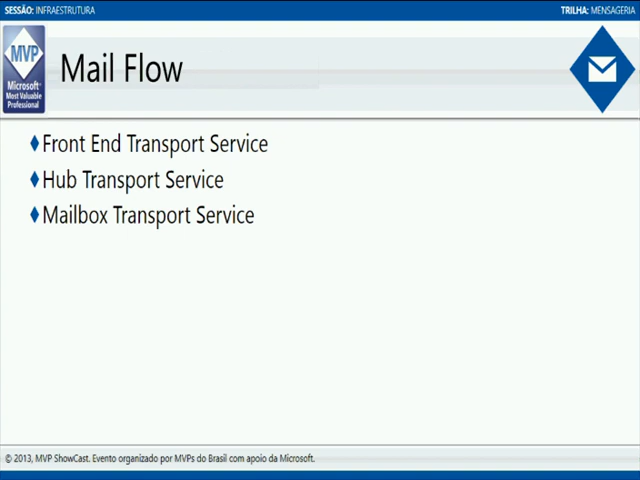 SESSÃO: INFRAESTRUTURA
TRILHA: MENSAGERIA
MVP
Microsoft®
Most Valuable
Professional
Mail Flow
Front End Transport Service
Hub Transport Service
Mailbox Transport Service
© 2013, MVP ShowCast. Evento organizado por MVPs do Brasil com apoio da Microsoft.